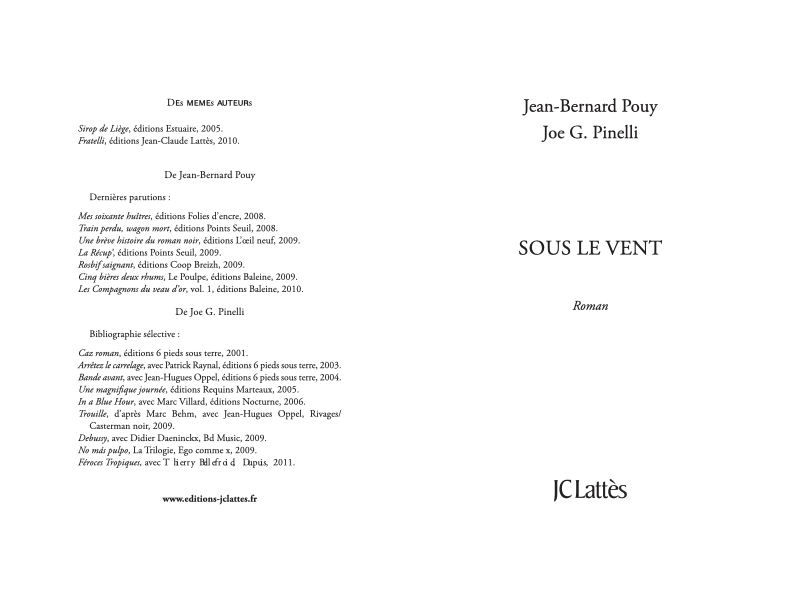 Des MEMEs AUTEURs
Sirop de Liège, éditions Estuaire, 2005.
Fratelli, éditions Jean-Claude Lattès, 2010.
De Jean-Bernard Pouy
Dernières parutions :
Mes soixante huîtres, éditions Folies d'encre, 2008.
Train perdu, wagon mort, éditions Points Seuil, 2008.
Une brève histoire du roman noir, éditions L'œil neuf, 2009.
La Récup', éditions Points Seuil, 2009.
Rosbif saignant, éditions Coop Breizh, 2009.
Cinq bières deux rhums, Le Poulpe, éditions Baleine, 2009.
Les Compagnons du veau d'or, vol. 1, éditions Baleine, 2010.
De Joe G. Pinelli
Bibliographie sélective :
Caz roman, éditions 6 pieds sous terre, 2001.
Arrêtez le carrelage, avec Patrick Raynal, éditions 6 pieds sous terre, 2003.
Bande avant, avec Jean-Hugues Oppel, éditions 6 pieds sous terre, 2004.
Une magnifique journée, éditions Requins Marteaux, 2005.
In a Blue Hour, avec Marc Villard, éditions Nocturne, 2006.
Trouille, d'après Marc Behm, avec Jean-Hugues Oppel, Rivages/
Casterman noir, 2009.
Debussy, avec Didier Daeninckx, Bd Music, 2009.
No más pulpo, La Trilogie, Ego comme x, 2009.
Féroces Tropiques, avec Thierry Bellefroid, Dupuis, 2011.
www.editions-jclattes.fr
Jean-Bernard Pouy
Joe G. Pinelli
SOUS LE VENT
Roman
JC Lattès